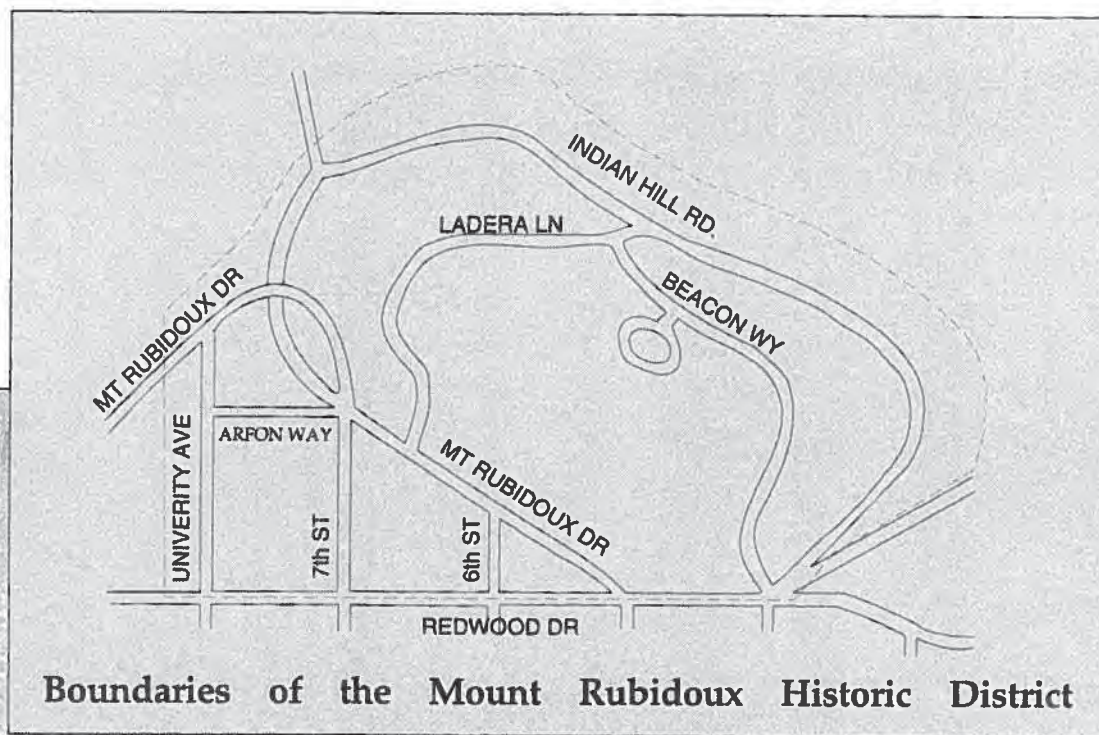 INDIAN HILL RD.
LADERA LN
BEACON WY
MT RUBIDOUX DR
ARFON WAY
UNIVERITY AVE
7th ST
6th ST
MT RUBIDOUX DR
REDWOOD DR
Boundaries of the Mount Rubidoux Historic District